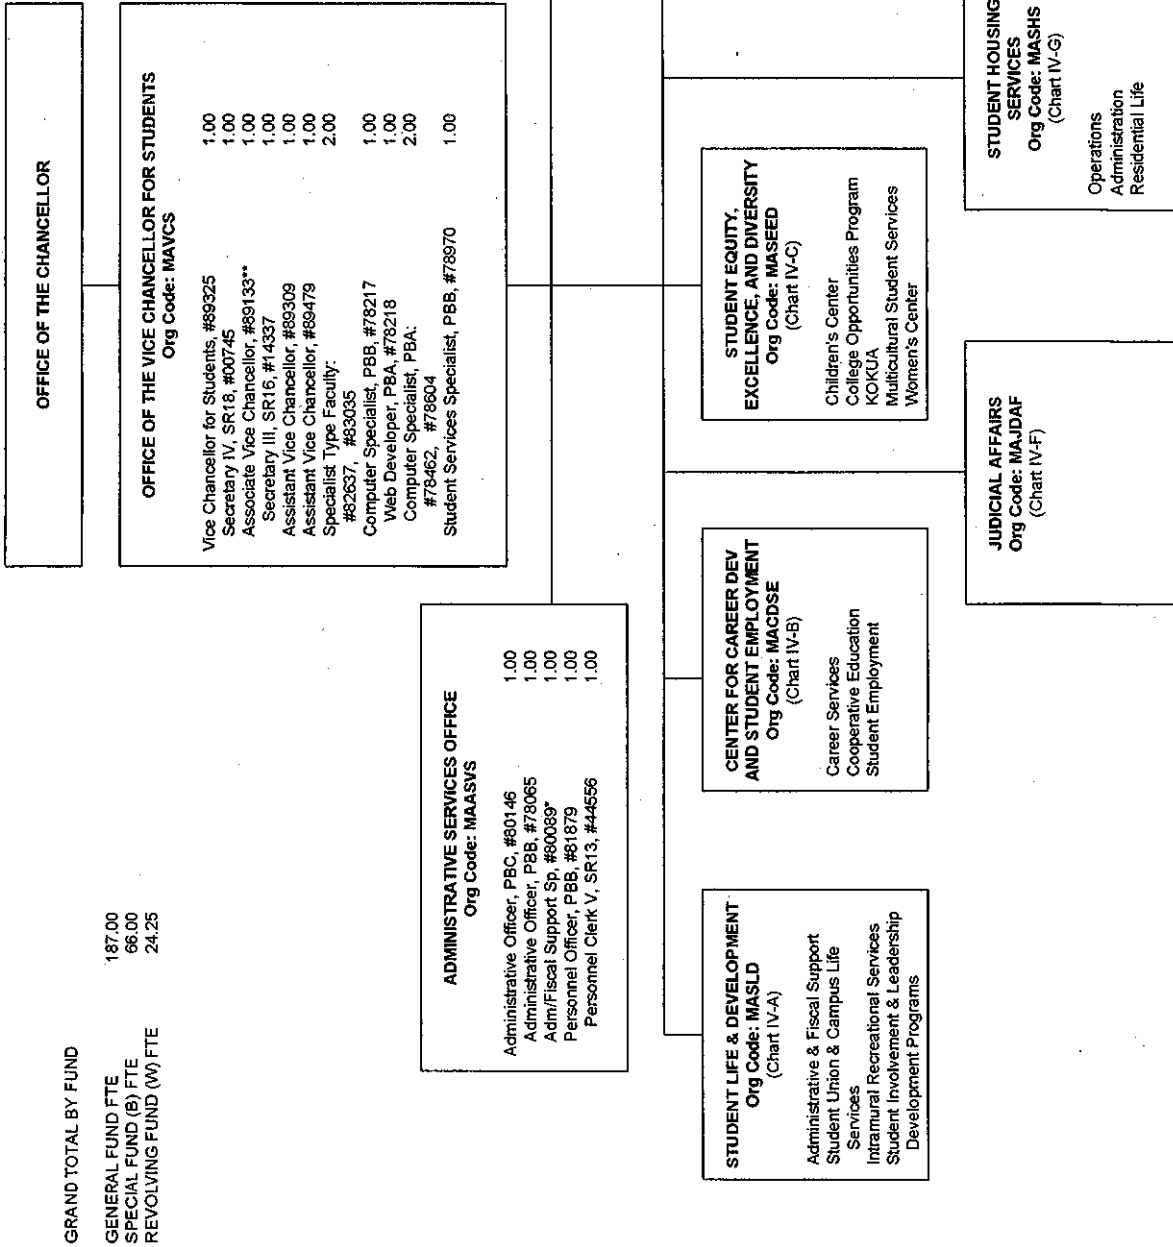 OFFICE OF THE CHANCELLOR
GRAND TOTAL BY FUND
GENERAL FUND FTE 187.00
SPECIAL FUND (B) FTE 66.00
REVOLVING FUND (W) FTE 24.25
OFFICE OF THE VICE CHANCELLOR FOR STUDENTS
Org Code: MAVCS
Vice Chancellor for Students, #89325 1.00
Secretary IV, SR18, #00745 1.00
Associate Vice Chancellor, #89133** 1.00
Secretary III, SR16, #14337 1.00
Assistant Vice Chancellor, #89309 1.00
Assistant Vice Chancellor, #89479 1.00
Specialist Type Faculty: 2.00
#82637, #83035
Computer Specialist, PBB, #78217 1.00
Web Developer, PBA, #78218 1.00
Computer Specialist, PBA: 2.00
#78462, #78604
Student Services Specialist, PBB, #78970 1.00
ADMINISTRATIVE SERVICES OFFICE
Org Code: MAASVS
Administrative Officer, PBC, #80146 1.00
Administrative Officer, PBB, #78065 1.00
Adm/Fiscal Support Sp, #80089* 1.00
Personnel Officer, PBB, #81879 1.00
Personnel Clerk V, SR13, #44556 1.00
STUDENT LIFE & DEVELOPMENT
Org Code: MASLD
(Chart IV-A)
Administrative & Fiscal Support
Student Union & Campus Life
Services
Intramural Recreational Services
Student Involvement & Leadership
Development Programs
CENTER FOR CAREER DEV
AND STUDENT EMPLOYMENT
Org Code: MACDSE
(Chart IV-B)
Career Services
Cooperative Education
Student Employment
STUDENT EQUITY,
EXCELLENCE, AND DIVERSITY
Org Code: MASEED
(Chart IV-C)
Children's Center
College Opportunities Program
KOKUA
Multicultural Student Services
Women's Center
JUDICIAL AFFAIRS
Org Code: MAJDAF
(Chart IV-F)
STUDENT HOUSING
SERVICES
Org Code: MASHS
(Chart IV-G)
Operations
Administration
Residential Life